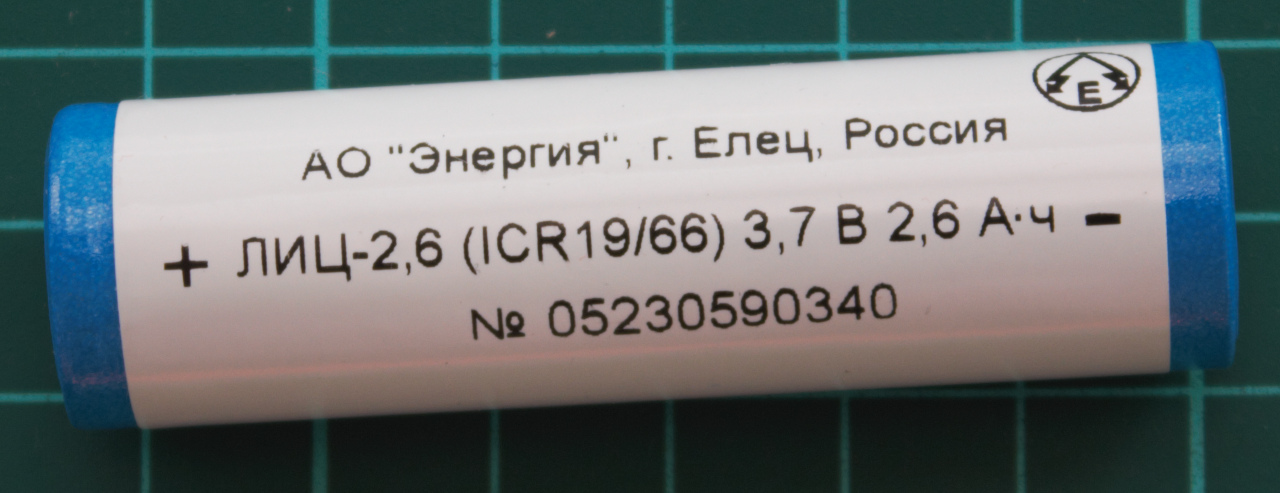 E
АО "Энергия", г. Елец, Россия
+ ЛИЦ-2,6 (ICR19/66) 3,7 В 2,6 А·ч -
№ 05230590340